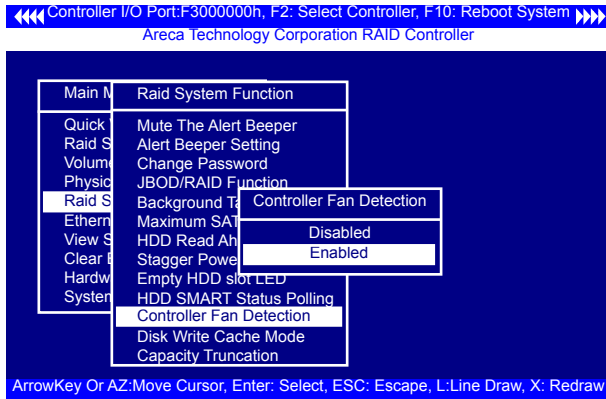 Controller I/O Port:F3000000h, F2: Select Controller, F10: Reboot System
Areca Technology Corporation RAID Controller
Main
Raid System Function
Quick
Mute The Alert Beeper
Raid S
Alert Beeper Setting
Volume
Change Password
Physic
JBOD/RAID Function
Raid S
Background Ta
Controller Fan Detection
Ethern
Maximum SAT
Disabled
View S
HDD Read Ah
Enabled
Clear E
Stagger Powe
Hardw
Empty HDD slot LED
System
HDD SMART Status Polling
Controller Fan Detection
Disk Write Cache Mode
Capacity Truncation
ArrowKey Or AZ:Move Cursor, Enter: Select, ESC: Escape, L:Line Draw, X: Redraw